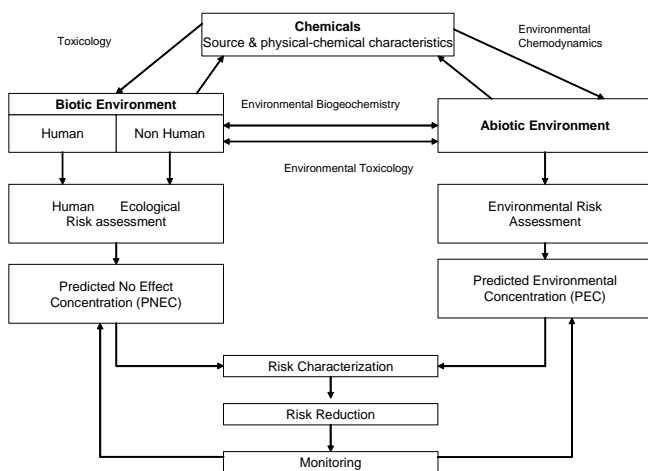 Chemicals
Source & physical-chemical characteristics
Toxicology
Environmental
Chemodynamics
Biotic Environment
Human
Non Human
Environmental Biogeochemistry
Abiotic Environment
Environmental Toxicology
Human Ecological
Risk assessment
Environmental Risk
Assessment
Predicted No Effect
Concentration (PNEC)
Predicted Environmental
Concentration (PEC)
Risk Characterization
Risk Reduction
Monitoring